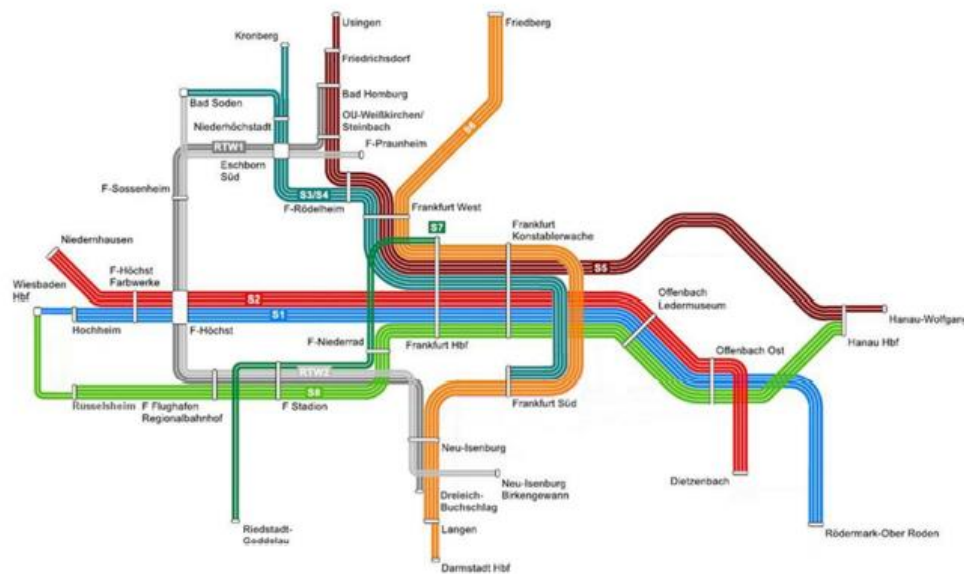 Usingen
Friedberg
Kronberg
Friedrichsdorf
Bad Homburg
Bad Soden
OU-Weißkirchen/
Steinbach
Niederhöchstadt
S6
F-Praunheim
RTW1
Eschborn
Süd
F-Sossenheim
S3/S4
F-Rödelheim
Frankfurt West
S7
Frankfurt
Konstablerwache
Niedernhausen
F-Höchst
Farbwerke
S5
Wiesbaden
Hbf
S2
Offenbach
Ledermuseum
S1
Hochheim
F-Höchst
Hanau-Wolfgang
F-Niederrad
Frankfurt Hbf
Hanau Hbf
Offenbach Ost
RTW2
S8
Russelsheim
F Flughafen
Regionalbahnhof
F Stadion
Frankfurt Süd
Neu-Isenburg
Neu-Isenburg
Birkengewann
Dietzenbach
Dreieich-
Buchschlag
Riedstadt-
Goddelau
Langen
Rödermark-Ober Roden
Darmstadt Hbf